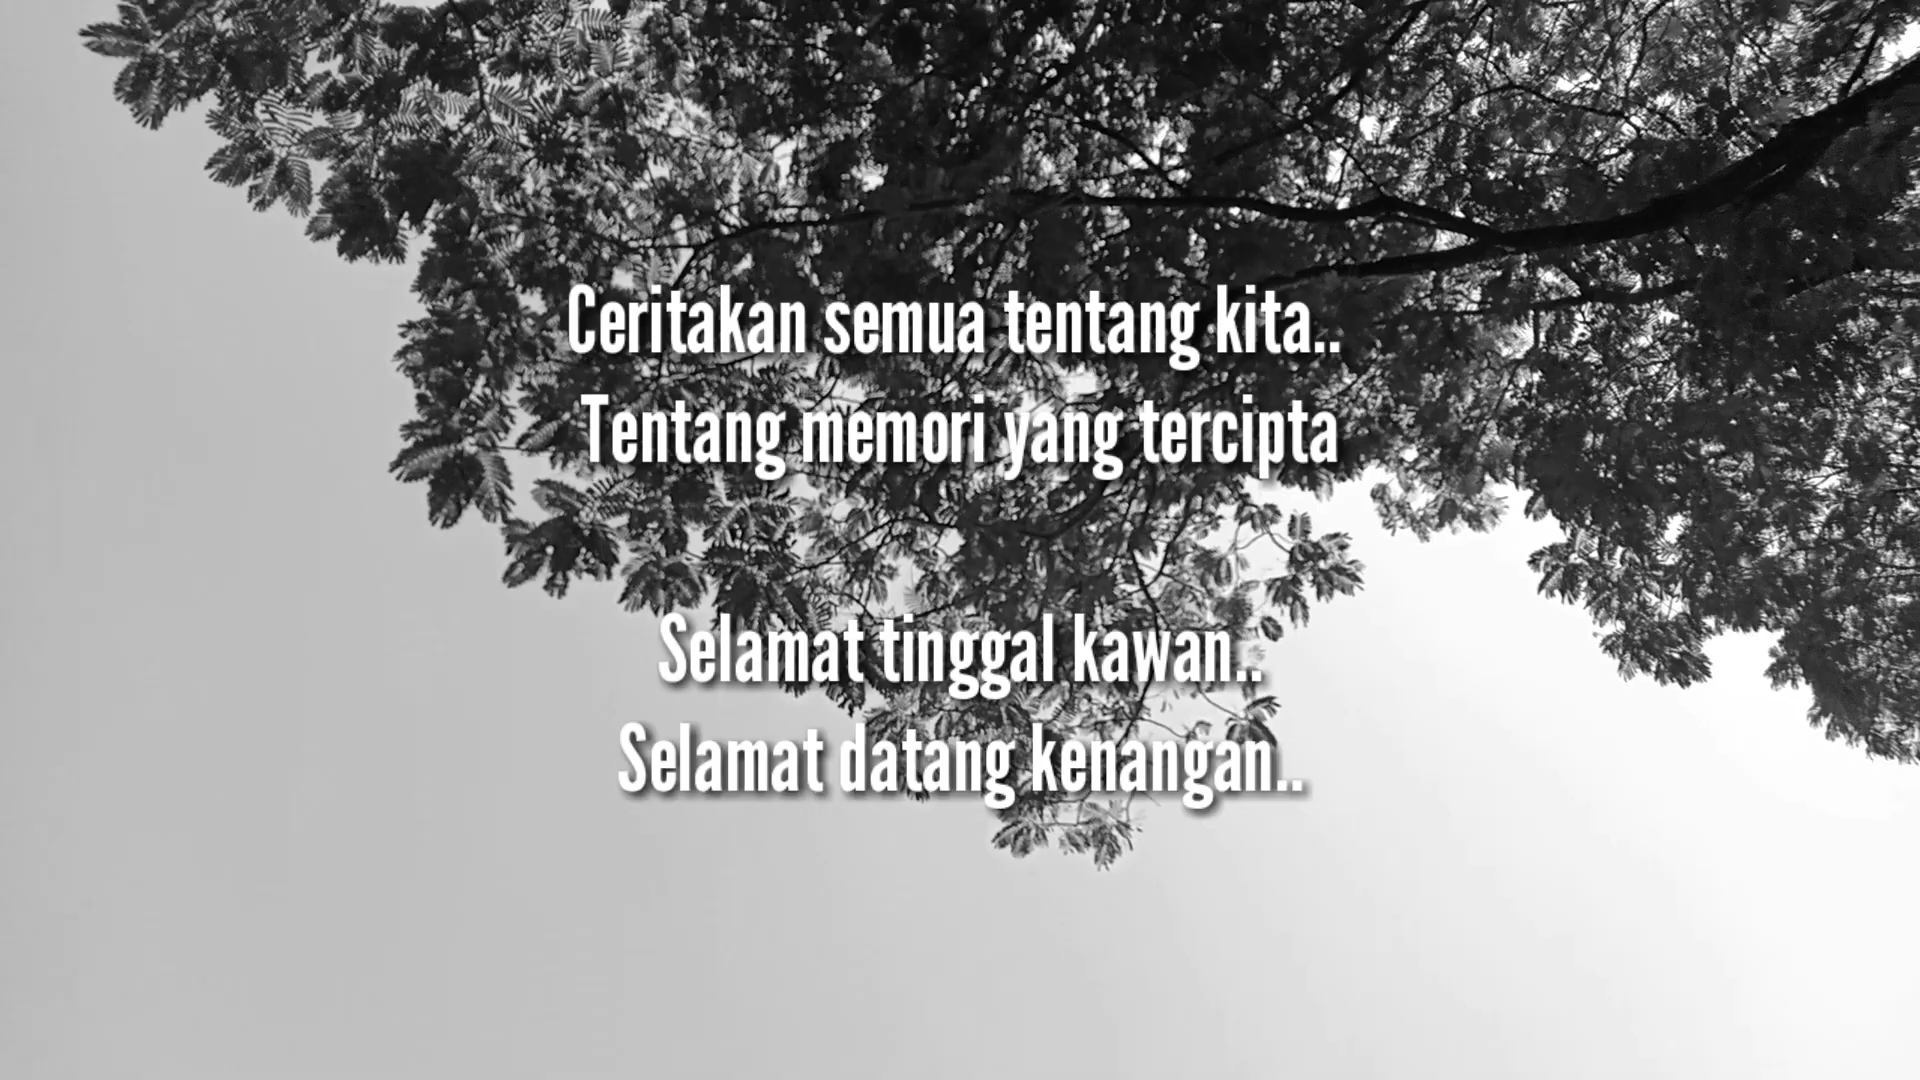 Ceritakan semua tentang kita..
Tentang memori yang tercipta
Selamat tinggal kawan..
Selamat datang kenangan..